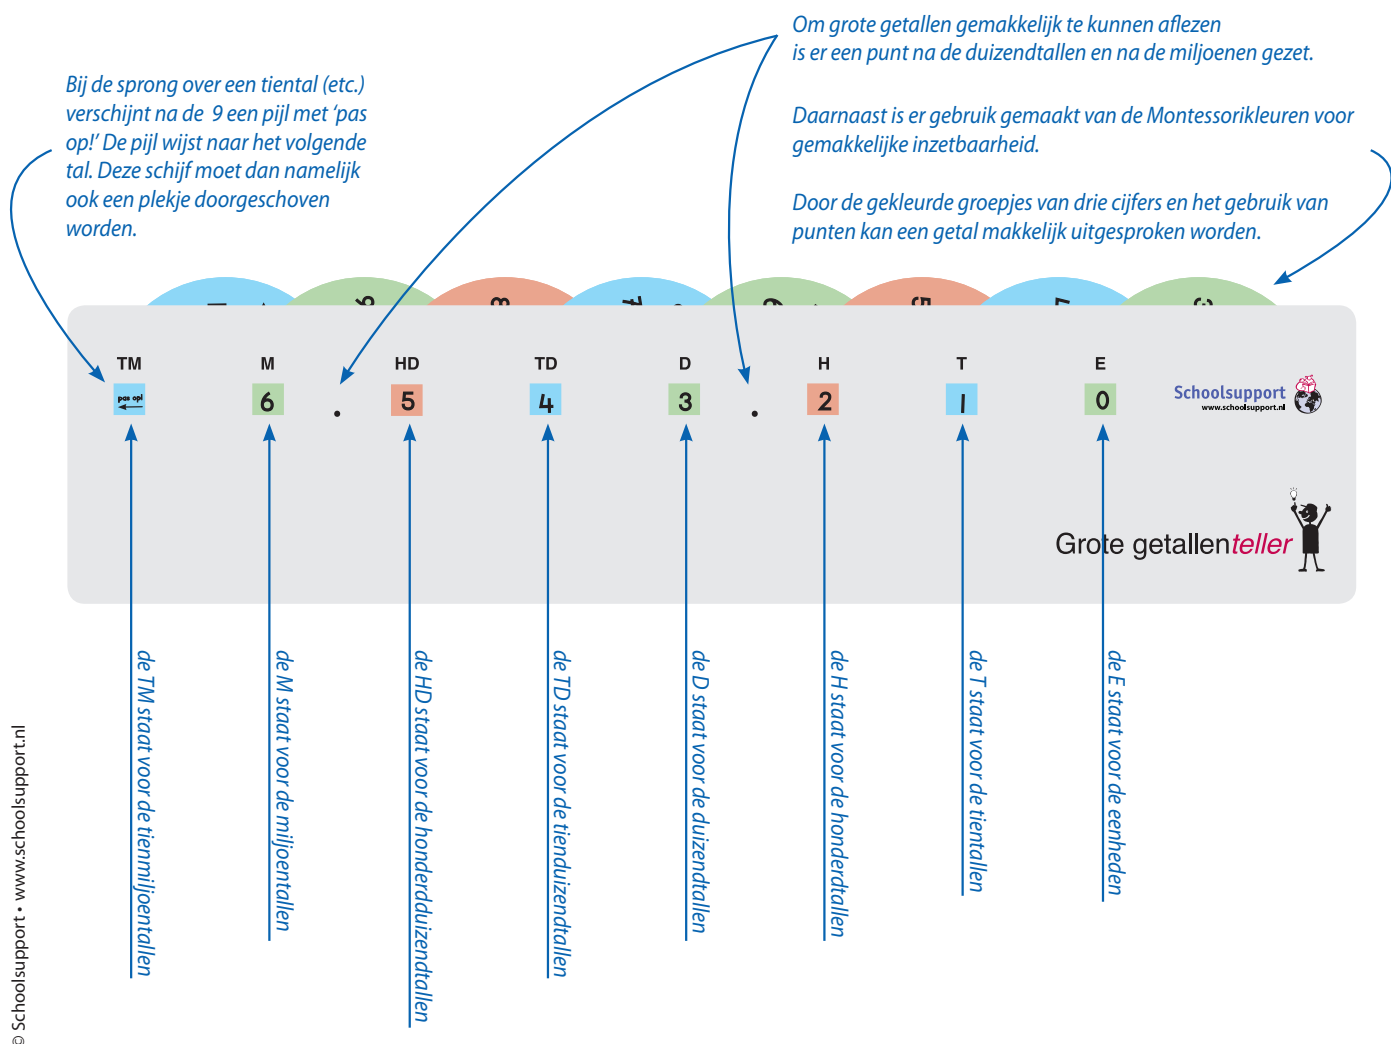 Om grote getallen gemakkelijk te kunnen aflezen
is er een punt na de duizendtallen en na de miljoenen gezet.
Bij de sprong over een tiental (etc.)
verschijnt na de 9 een pijl met ‘pas
op!’ De pijl wijst naar het volgende
tal. Deze schijf moet dan namelijk
ook een plekje doorgeschoven
worden.
Daarnaast is er gebruik gemaakt van de Montessorikleuren voor
gemakkelijke inzetbaarheid.
Door de gekleurde groepjes van drie cijfers en het gebruik van
punten kan een getal makkelijk uitgesproken worden.
TM M HD TD D H T E
pas op! 6 . 5 4 3 . 2 1 0
Schoolsupport
www.schoolsupport.nl
Grote getallenteller
de TM staat voor de tienmiljoentallen
de M staat voor de miljoentallen
de HD staat voor de honderdduizendtallen
de TD staat voor de tienduizendtallen
de D staat voor de duizendtallen
de H staat voor de honderdtallen
de T staat voor de tientallen
de E staat voor de eenheden
© Schoolsupport • www.schoolsupport.nl